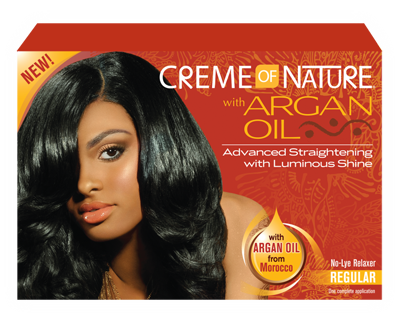 NEW!
CREME OF NATURE
with ARGAN
OIL
Advanced Straightening
with Luminous Shine
with
ARGAN OIL
from
Morocco
No-Lye Relaxer
REGULAR
One complete application